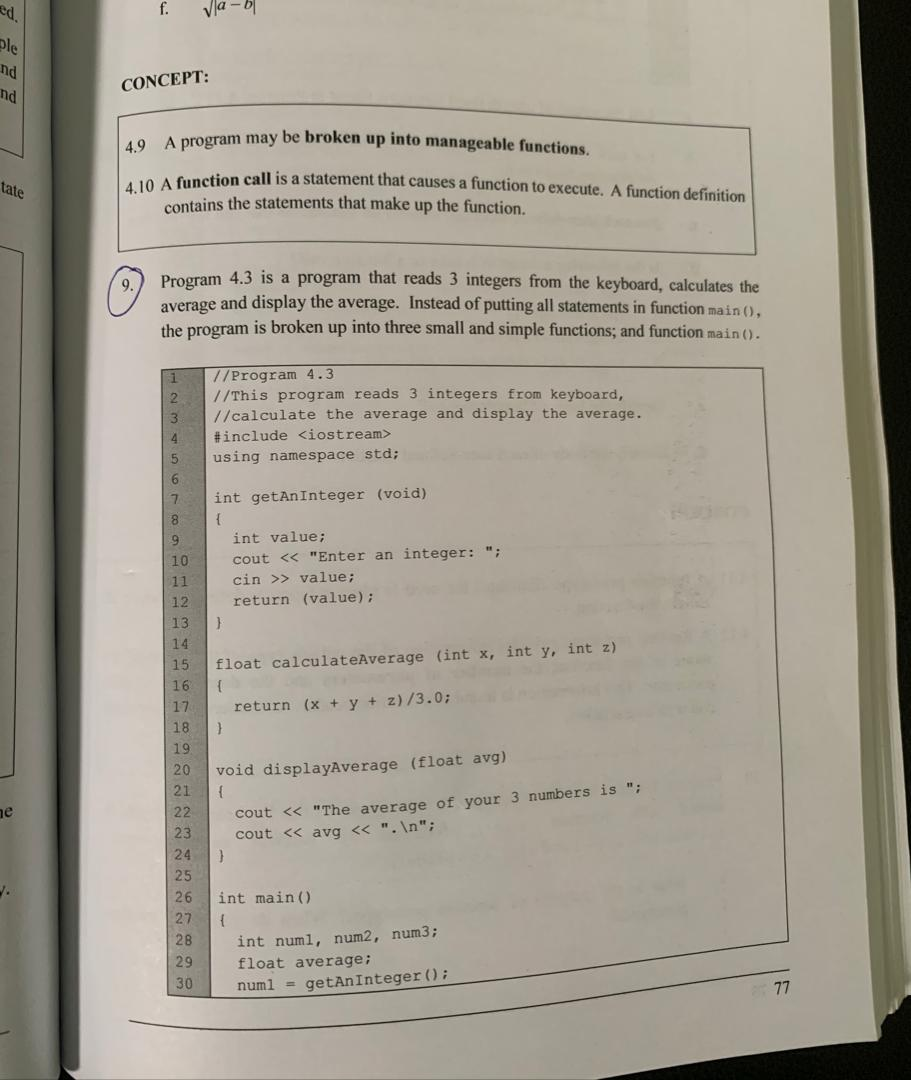 ed.
ple
nd
nd
tate
ne
y.
f. √|a – b|
CONCEPT:
4.9 A program may be broken up into manageable functions.
4.10 A function call is a statement that causes a function to execute. A function definition
contains the statements that make up the function.
9. Program 4.3 is a program that reads 3 integers from the keyboard, calculates the
average and display the average. Instead of putting all statements in function main(),
the program is broken up into three small and simple functions; and function main().
1 //Program 4.3
2 //This program reads 3 integers from keyboard,
3 //calculate the average and display the average.
4 #include <iostream>
5 using namespace std;
6
7 int getAnInteger (void)
8 {
9 int value;
10 cout << "Enter an integer: ";
11 cin >> value;
12 return (value);
13 }
14
15 float calculateAverage (int x, int y, int z)
16 {
17 return (x + y + z)/3.0;
18 }
19
20 void displayAverage (float avg)
21 {
22 cout << "The average of your 3 numbers is ";
23 cout << avg << ".\n";
24 }
25
26 int main()
27 {
28 int num1, num2, num3;
29 float average;
30 num1 = getAnInteger();
77